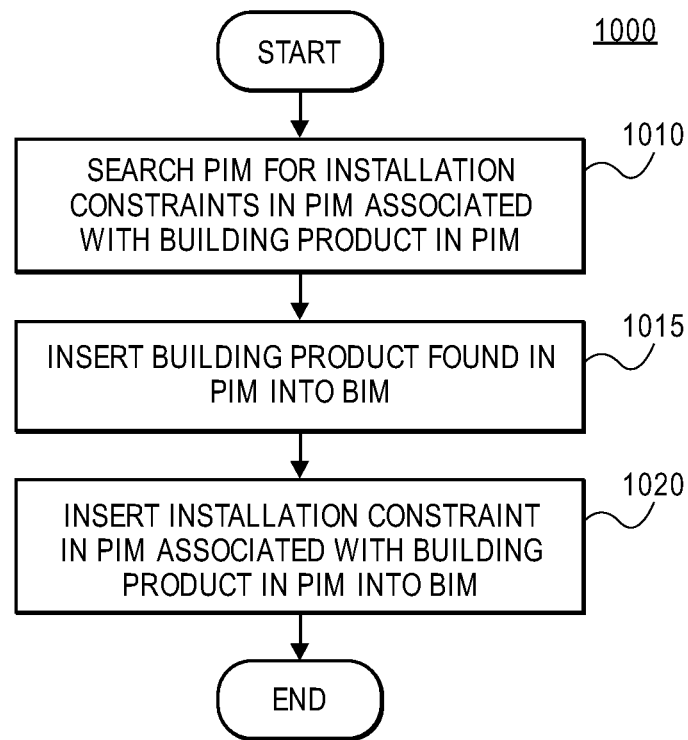 1000
START
1010
SEARCH PIM FOR INSTALLATION
CONSTRAINTS IN PIM ASSOCIATED
WITH BUILDING PRODUCT IN PIM
1015
INSERT BUILDING PRODUCT FOUND IN
PIM INTO BIM
1020
INSERT INSTALLATION CONSTRAINT
IN PIM ASSOCIATED WITH BUILDING
PRODUCT IN PIM INTO BIM
END